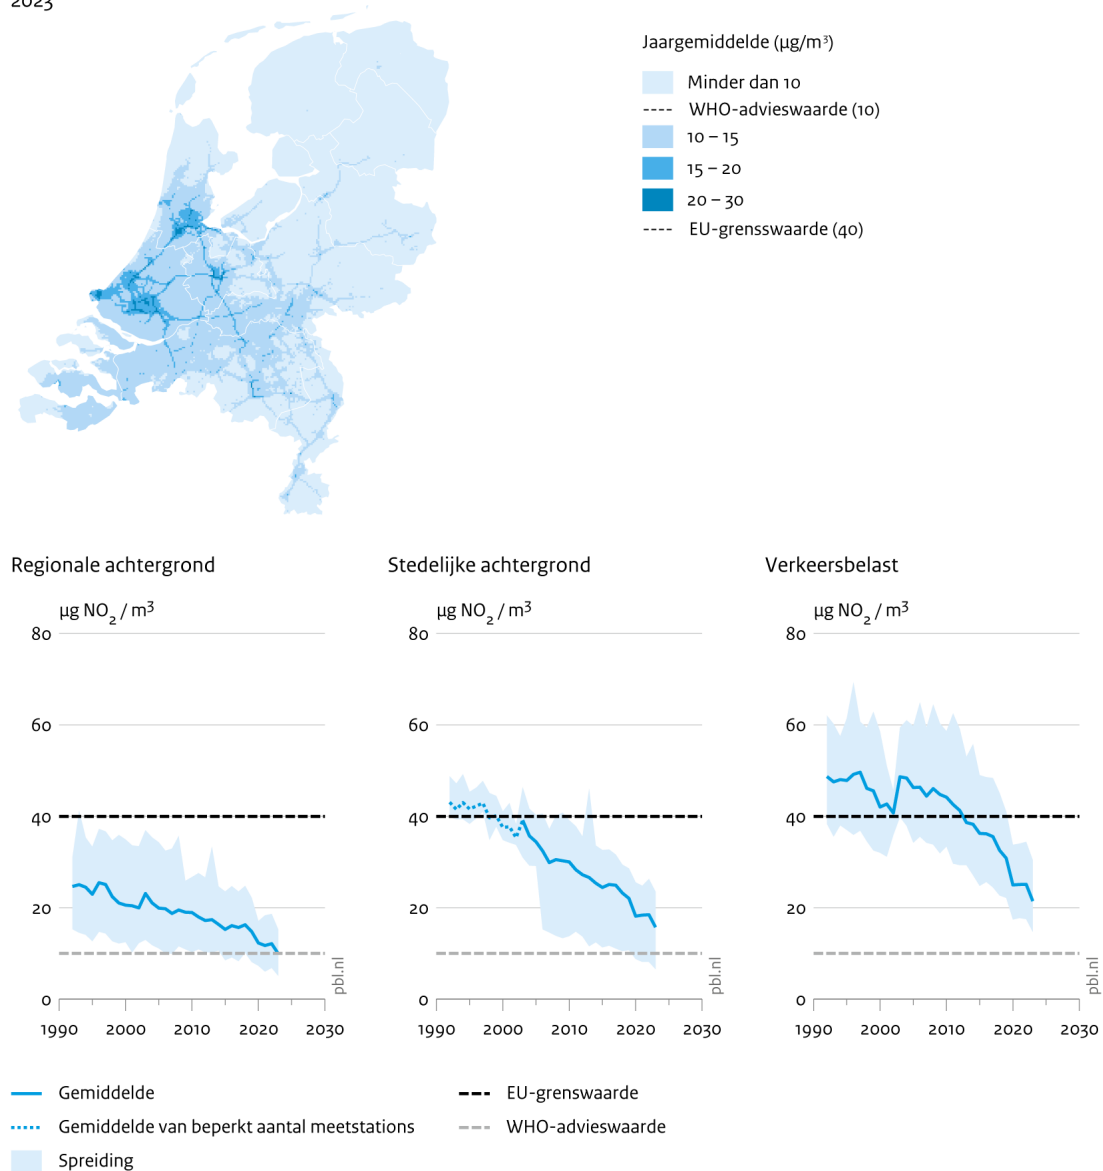 2023
Jaargemiddelde (µg/m³)
Minder dan 10
WHO-advieswaarde (10)
10 – 15
15 – 20
20 – 30
EU-grensswaarde (40)
Regionale achtergrond
µg NO₂ / m³
80
60
40
20
0
1990 2000 2010 2020 2030
pbl.nl
Stedelijke achtergrond
µg NO₂ / m³
80
60
40
20
0
1990 2000 2010 2020 2030
pbl.nl
Verkeersbelast
µg NO₂ / m³
80
60
40
20
0
1990 2000 2010 2020 2030
pbl.nl
Gemiddelde
Gemiddelde van beperkt aantal meetstations
Spreiding
EU-grenswaarde
WHO-advieswaarde